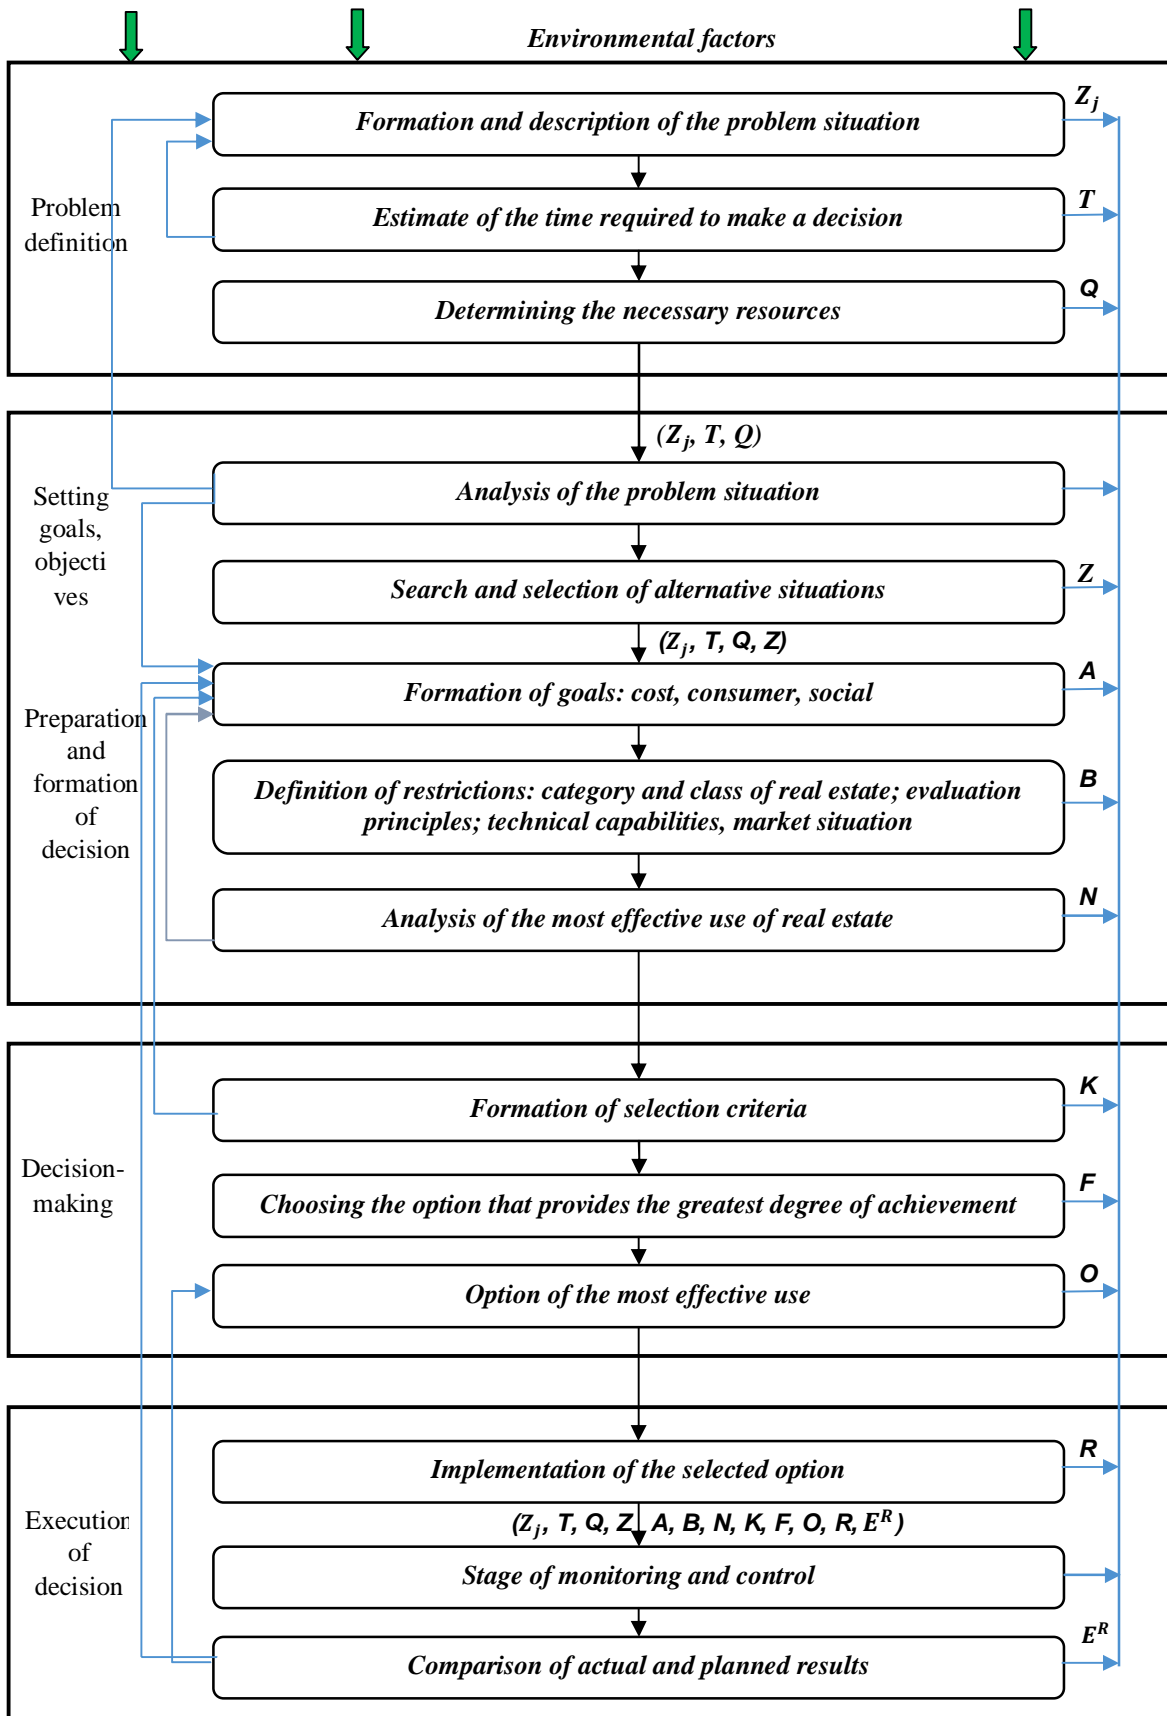 Environmental factors
Z_j
Formation and description of the problem situation
Problem
definition
T
Estimate of the time required to make a decision
Q
Determining the necessary resources
(Z_j, T, Q)
Setting
goals,
objecti
ves
Analysis of the problem situation
Z
Search and selection of alternative situations
(Z_j, T, Q, Z)
A
Formation of goals: cost, consumer, social
Preparation
and
formation
of
decision
B
Definition of restrictions: category and class of real estate; evaluation
principles; technical capabilities, market situation
N
Analysis of the most effective use of real estate
K
Formation of selection criteria
Decision-
making
F
Choosing the option that provides the greatest degree of achievement
O
Option of the most effective use
R
Implementation of the selected option
Execution
of
decision
(Z_j, T, Q, Z, A, B, N, K, F, O, R, E^R)
Stage of monitoring and control
E^R
Comparison of actual and planned results